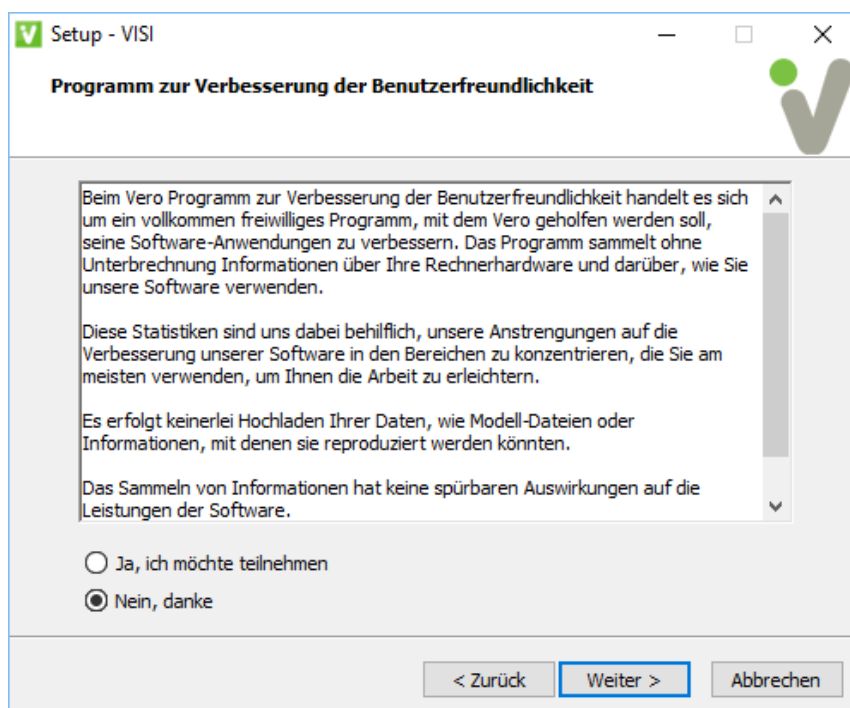 Setup - VISI
Programm zur Verbesserung der Benutzerfreundlichkeit
Beim Vero Programm zur Verbesserung der Benutzerfreundlichkeit handelt es sich
um ein vollkommen freiwilliges Programm, mit dem Vero geholfen werden soll,
seine Software-Anwendungen zu verbessern. Das Programm sammelt ohne
Unterbrechnung Informationen über Ihre Rechnerhardware und darüber, wie Sie
unsere Software verwenden.
Diese Statistiken sind uns dabei behilflich, unsere Anstrengungen auf die
Verbesserung unserer Software in den Bereichen zu konzentrieren, die Sie am
meisten verwenden, um Ihnen die Arbeit zu erleichtern.
Es erfolgt keinerlei Hochladen Ihrer Daten, wie Modell-Dateien oder
Informationen, mit denen sie reproduziert werden könnten.
Das Sammeln von Informationen hat keine spürbaren Auswirkungen auf die
Leistungen der Software.
Ja, ich möchte teilnehmen
Nein, danke
< Zurück Weiter > Abbrechen